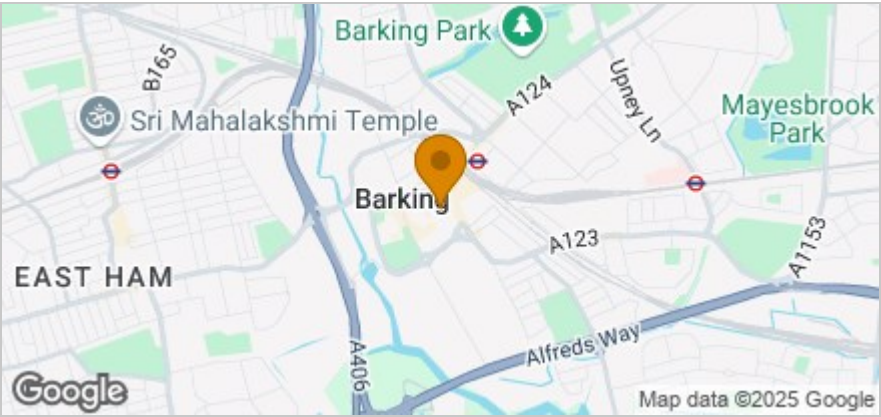 Barking Park
B165
A124
Upney Ln
Mayesbrook
Park
ॐ
Sri Mahalakshmi Temple
Barking
A123
A1153
EAST HAM
Alfreds Way
A406
Google
Map data ©2025 Google